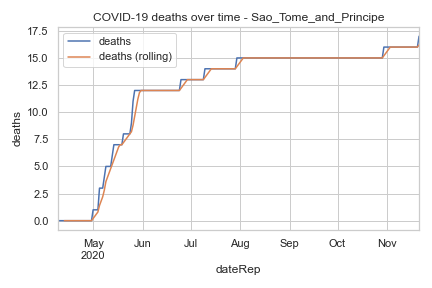 COVID-19 deaths over time - Sao_Tome_and_Principe
deaths
deaths (rolling)
17.5
15.0
12.5
10.0
7.5
5.0
2.5
0.0
deaths
May Jun Jul Aug Sep Oct Nov
2020
dateRep